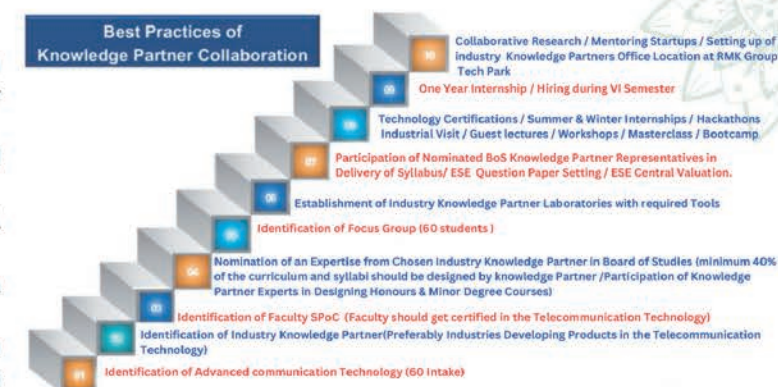 Best Practices of
Knowledge Partner Collaboration
10
Collaborative Research / Mentoring Startups / Setting up of
industry Knowledge Partners Office Location at RMK Group
Tech Park
09
One Year Internship / Hiring during VI Semester
Technology Certifications / Summer & Winter Internships / Hackathons
Industrial Visit / Guest lectures / Workshops / Masterclass / Bootcamp
07
Participation of Nominated BoS Knowledge Partner Representatives in
Delivery of Syllabus/ ESE Question Paper Setting / ESE Central Valuation.
Establishment of Industry Knowledge Partner Laboratories with required Tools
05
Identification of Focus Group (60 students )
04
Nomination of an Expertise from Chosen Industry Knowledge Partner in Board of Studies (minimum 40%
of the curriculum and syllabi should be designed by knowledge Partner /Participation of Knowledge
Partner Experts in Designing Honours & Minor Degree Courses)
03
Identification of Faculty SPoC (Faculty should get certified in the Telecommunication Technology)
Identification of Industry Knowledge Partner(Preferably Industries Developing Products in the Telecommunication
Technology)
01
Identification of Advanced communication Technology (60 Intake)